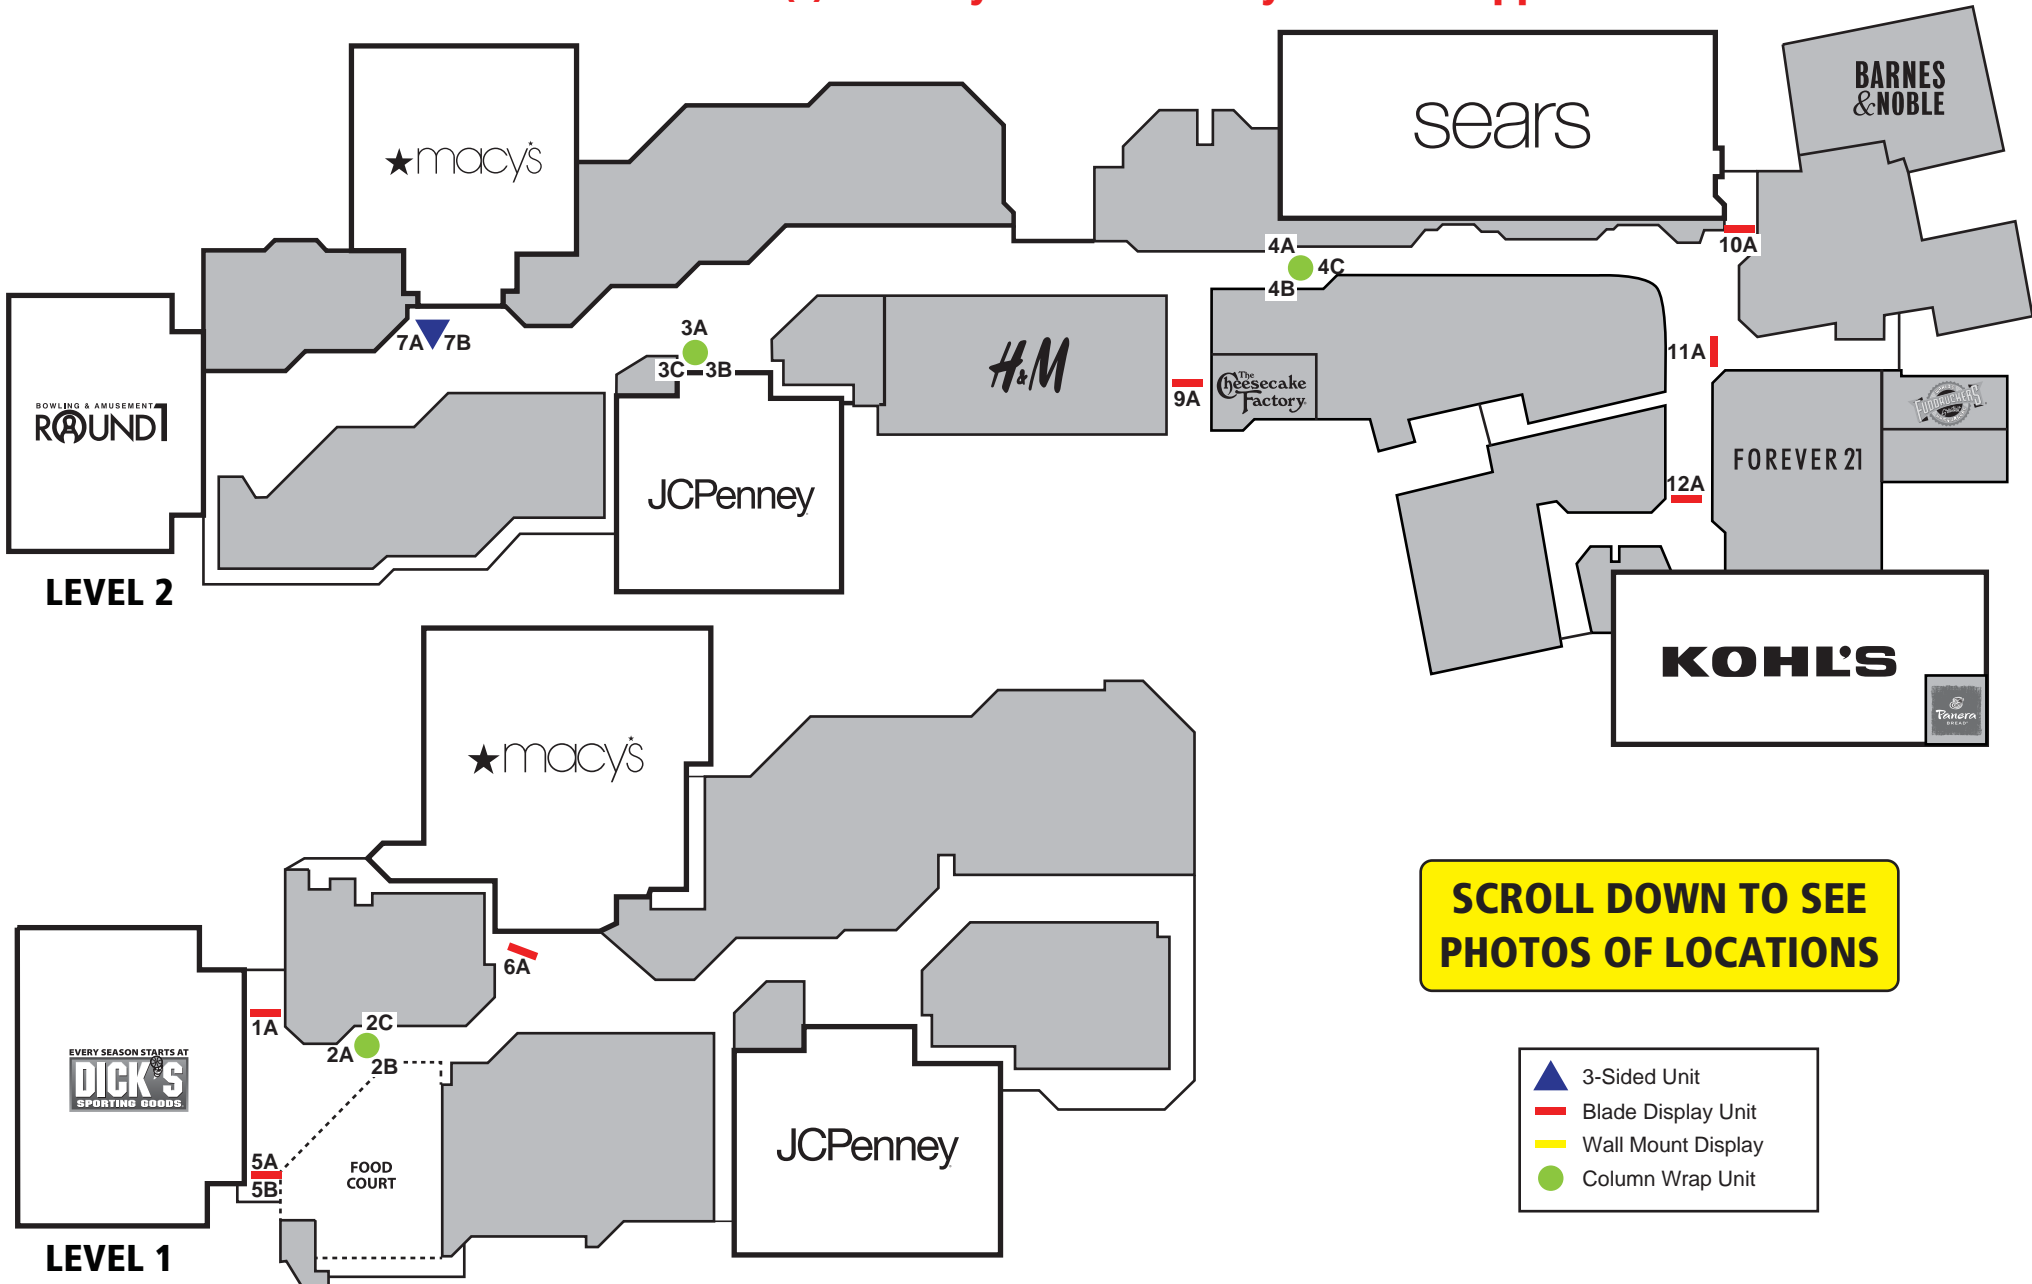 BARNES
&NOBLE
sears
★macy's
10A
4A
4C
4B
7A
7B
3A
3C
3B
11A
H&M
The
Cheesecake
Factory
9A
BOWLING & AMUSEMENT
ROUND1
FUDDRUCKERS
FOREVER 21
JCPenney
12A
LEVEL 2
KOHL'S
Panera
BREAD
★macy's
SCROLL DOWN TO SEE
PHOTOS OF LOCATIONS
6A
1A
2C
2A
2B
EVERY SEASON STARTS AT
DICK'S
SPORTING GOODS
3-Sided Unit
Blade Display Unit
Wall Mount Display
Column Wrap Unit
JCPenney
5A
5B
FOOD
COURT
LEVEL 1